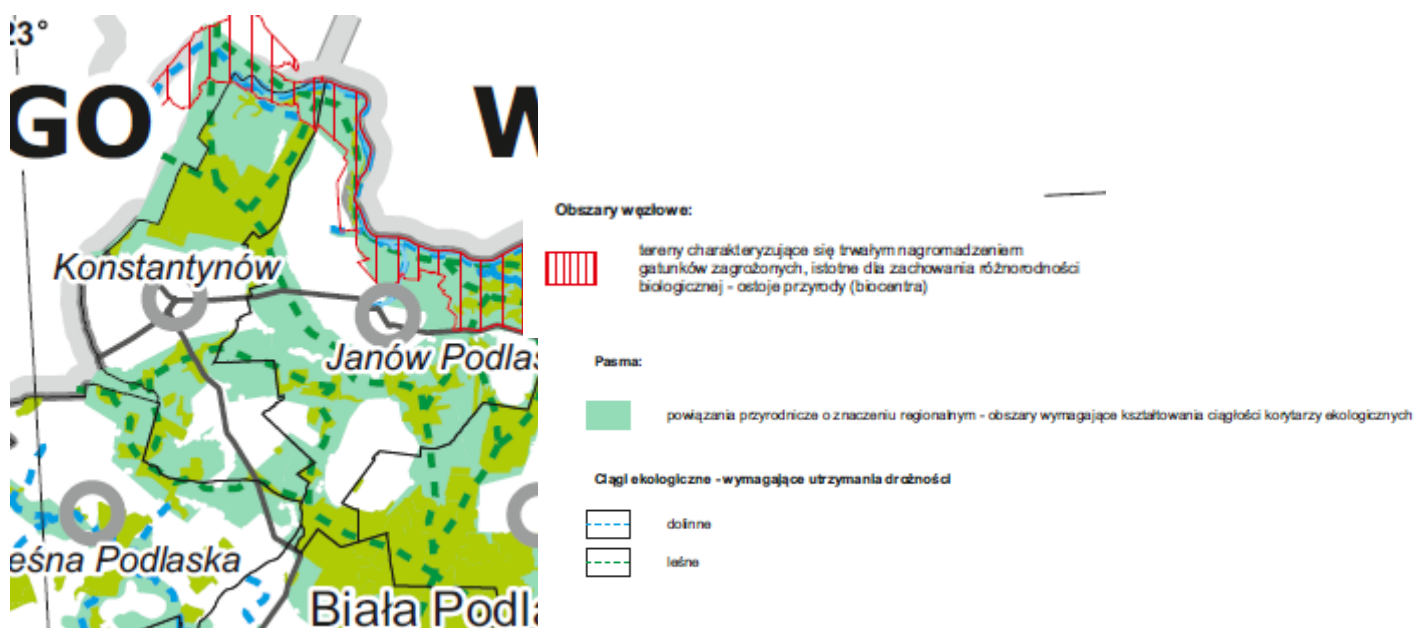 23°
GO
W
Konstantynów
Janów Podlas
eśna Podlaska
Biała Podla
Obszary węzłowe:
tereny charakteryzujące się trwałym nagromadzeniem
gatunków zagrożonych, istotne dla zachowania różnorodności
biologicznej - ostoje przyrody (biocentra)
Pasma:
powiązania przyrodnicze o znaczeniu regionalnym - obszary wymagające kształtowania ciągłości korytarzy ekologicznych
Ciągi ekologiczne - wymagające utrzymania drożności
dolinne
leśne